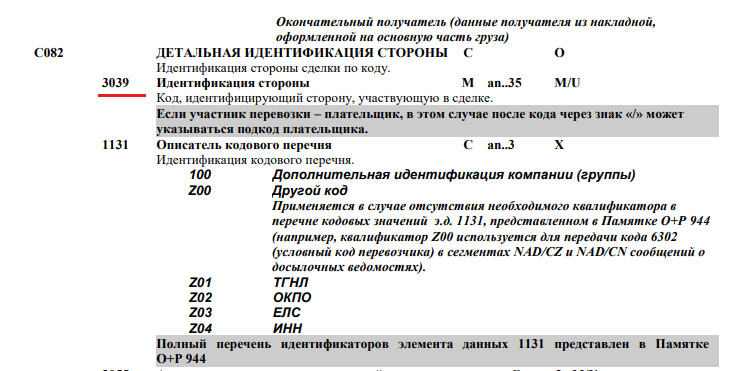 Окончательный получатель (данные получателя из накладной,
оформленной на основную часть груза)
C082 ДЕТАЛЬНАЯ ИДЕНТИФИКАЦИЯ СТОРОНЫ C O
Идентификация стороны сделки по коду.
3039 Идентификация стороны M an..35 M/U
Код, идентифицирующий сторону, участвующую в сделке.
Если участник перевозки – плательщик, в этом случае после кода через знак «/» может
указываться подкод плательщика.
1131 Описатель кодового перечня C an..3 X
Идентификация кодового перечня.
100 Дополнительная идентификация компании (группы)
Z00 Другой код
Применяется в случае отсутствия необходимого квалификатора в
перечне кодовых значений э.д. 1131, представленном в Памятке О+Р 944
(например, квалификатор Z00 используется для передачи кода 6302
(условный код перевозчика) в сегментах NAD/CZ и NAD/CN сообщений о
досылочных ведомостях).
Z01 ТГНЛ
Z02 ОКПО
Z03 ЕЛС
Z04 ИНН
Полный перечень идентификаторов элемента данных 1131 представлен в Памятке
О+Р 944